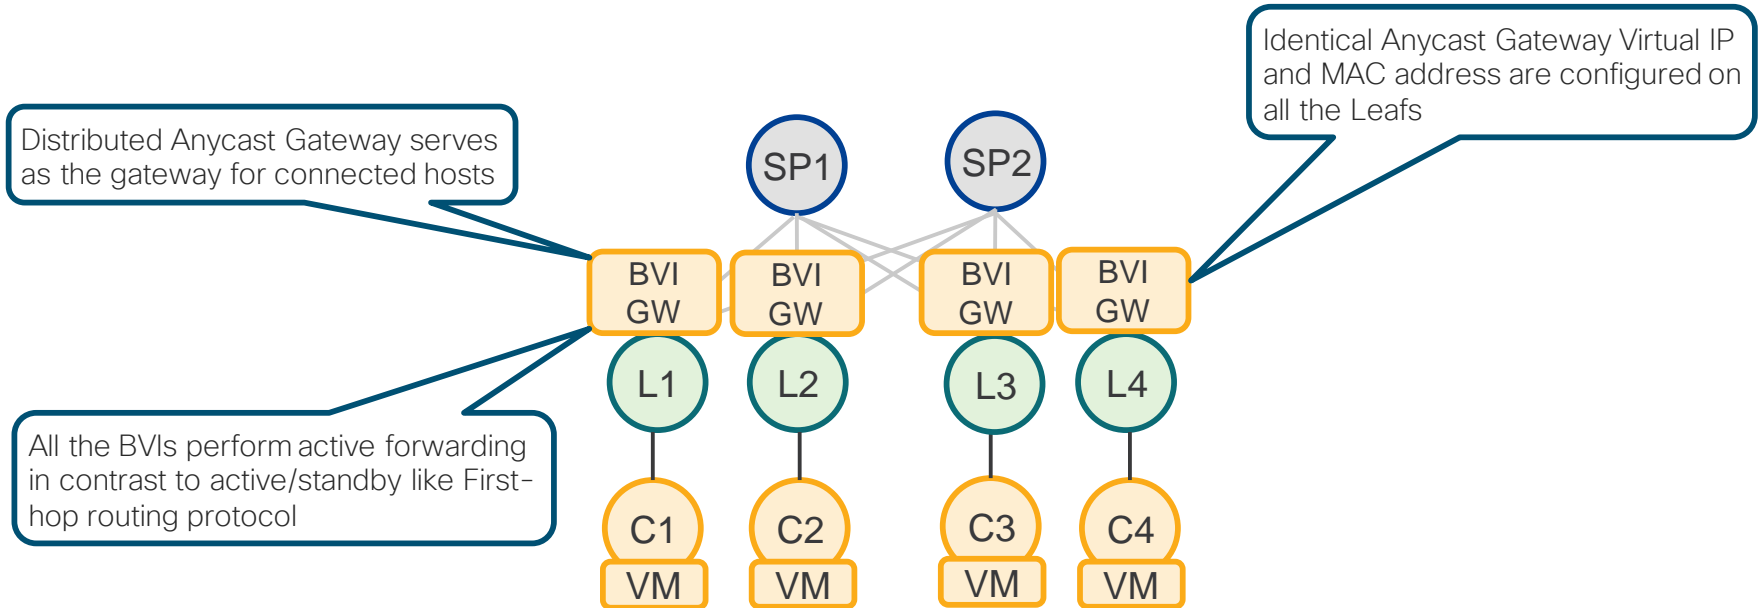 Identical Anycast Gateway Virtual IP
and MAC address are configured on
all the Leafs
Distributed Anycast Gateway serves
as the gateway for connected hosts
SP1
SP2
BVI
GW
BVI
GW
BVI
GW
BVI
GW
L1
L2
L3
L4
All the BVIs perform active forwarding
in contrast to active/standby like First-
hop routing protocol
C1
C2
C3
C4
VM
VM
VM
VM